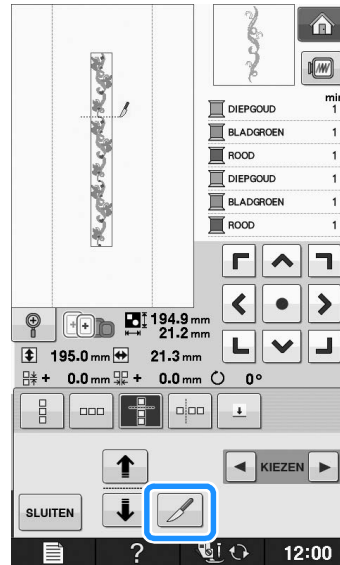 min
DIEPGOUD 1
BLADGROEN 1
ROOD 1
DIEPGOUD 1
BLADGROEN 1
ROOD 1
194.9 mm
21.2 mm
195.0 mm 21.3 mm
+ 0.0 mm + 0.0 mm 0°
KIEZEN
SLUITEN
? 12:00